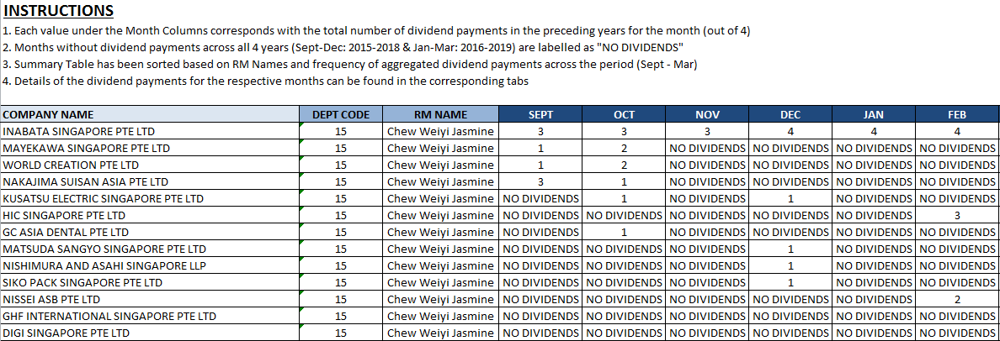 INSTRUCTIONS
1. Each value under the Month Columns corresponds with the total number of dividend payments in the preceding years for the month (out of 4)
2. Months without dividend payments across all 4 years (Sept-Dec: 2015-2018 & Jan-Mar: 2016-2019) are labelled as "NO DIVIDENDS"
3. Summary Table has been sorted based on RM Names and frequency of aggregated dividend payments across the period (Sept - Mar)
4. Details of the dividend payments for the respective months can be found in the corresponding tabs
COMPANY NAME DEPT CODE RM NAME SEPT OCT NOV DEC JAN FEB
INABATA SINGAPORE PTE LTD 15 Chew Weiyi Jasmine 3 3 3 4 4 4
MAYEKAWA SINGAPORE PTE LTD 15 Chew Weiyi Jasmine 1 2 NO DIVIDENDS NO DIVIDENDS NO DIVIDENDS NO DIVIDENDS
WORLD CREATION PTE LTD 15 Chew Weiyi Jasmine 1 2 NO DIVIDENDS NO DIVIDENDS NO DIVIDENDS NO DIVIDENDS
NAKAJIMA SUISAN ASIA PTE LTD 15 Chew Weiyi Jasmine 3 1 NO DIVIDENDS NO DIVIDENDS NO DIVIDENDS NO DIVIDENDS
KUSATSU ELECTRIC SINGAPORE PTE LTD 15 Chew Weiyi Jasmine NO DIVIDENDS 1 NO DIVIDENDS 1 NO DIVIDENDS NO DIVIDENDS
HIC SINGAPORE PTE LTD 15 Chew Weiyi Jasmine NO DIVIDENDS NO DIVIDENDS NO DIVIDENDS NO DIVIDENDS NO DIVIDENDS 3
GC ASIA DENTAL PTE LTD 15 Chew Weiyi Jasmine NO DIVIDENDS 1 NO DIVIDENDS NO DIVIDENDS NO DIVIDENDS NO DIVIDENDS
MATSUDA SANGYO SINGAPORE PTE LTD 15 Chew Weiyi Jasmine NO DIVIDENDS NO DIVIDENDS NO DIVIDENDS 1 NO DIVIDENDS NO DIVIDENDS
NISHIMURA AND ASAHI SINGAPORE LLP 15 Chew Weiyi Jasmine NO DIVIDENDS NO DIVIDENDS NO DIVIDENDS 1 NO DIVIDENDS NO DIVIDENDS
SIKO PACK SINGAPORE PTE LTD 15 Chew Weiyi Jasmine NO DIVIDENDS NO DIVIDENDS NO DIVIDENDS 1 NO DIVIDENDS NO DIVIDENDS
NISSEI ASB PTE LTD 15 Chew Weiyi Jasmine NO DIVIDENDS NO DIVIDENDS NO DIVIDENDS NO DIVIDENDS NO DIVIDENDS 2
GHF INTERNATIONAL SINGAPORE PTE LTD 15 Chew Weiyi Jasmine NO DIVIDENDS NO DIVIDENDS NO DIVIDENDS NO DIVIDENDS NO DIVIDENDS NO DIVIDENDS
DIGI SINGAPORE PTE LTD 15 Chew Weiyi Jasmine NO DIVIDENDS NO DIVIDENDS NO DIVIDENDS NO DIVIDENDS NO DIVIDENDS NO DIVIDENDS